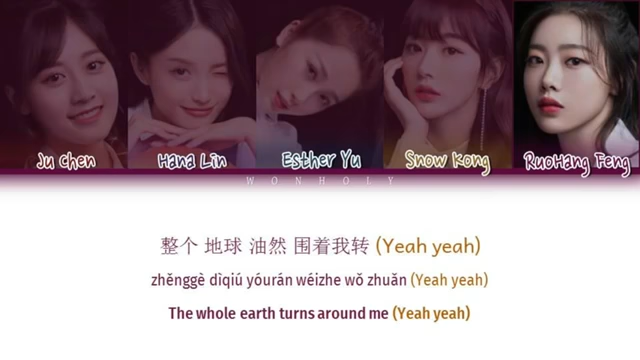 Ju Chen
Hana Lin
Esther Yu
Snow Kong
RuoHang Feng
WONHOLY
整个 地球 油然 围着我转 (Yeah yeah)
zhěnggè dìqiú yóurán wéizhe wǒ zhuǎn (Yeah yeah)
The whole earth turns around me (Yeah yeah)